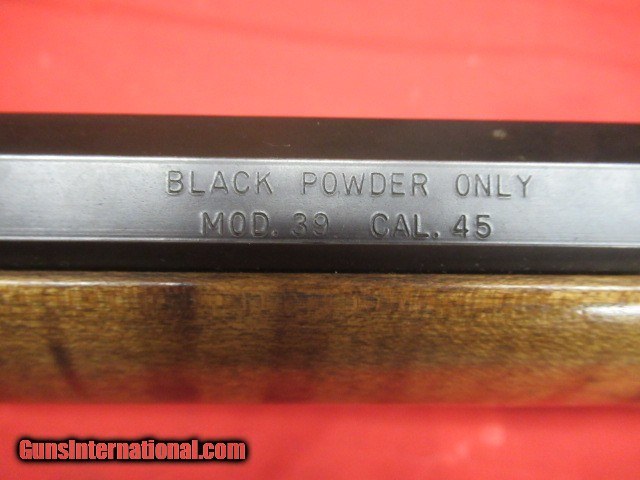 BLACK POWDER ONLY
MOD. 39 CAL. 45
GunsInternational.com